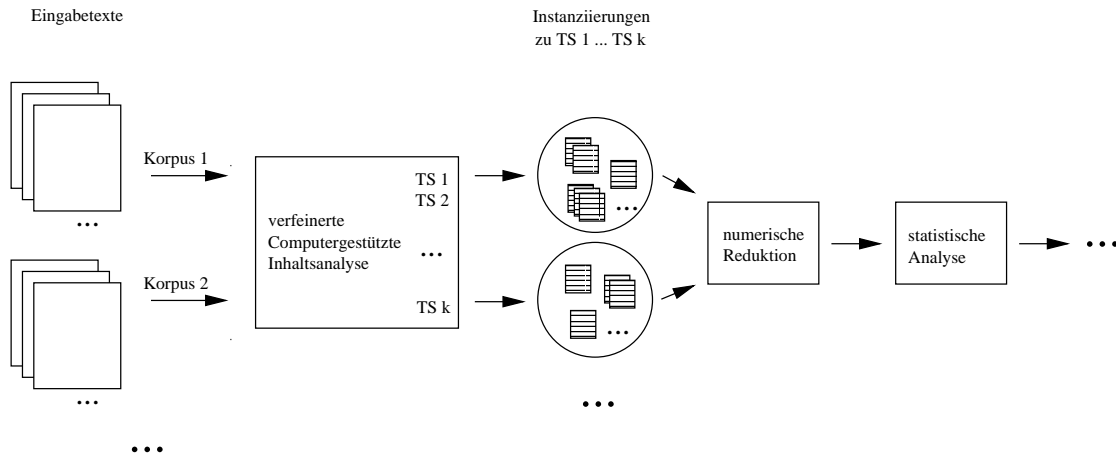 Eingabetexte
Instanziierungen
zu TS 1 ... TS k
Korpus 1
...
Korpus 2
...
...
verfeinerte
Computergestützte
Inhaltsanalyse
TS 1
TS 2
...
TS k
...
...
...
numerische
Reduktion
statistische
Analyse
...